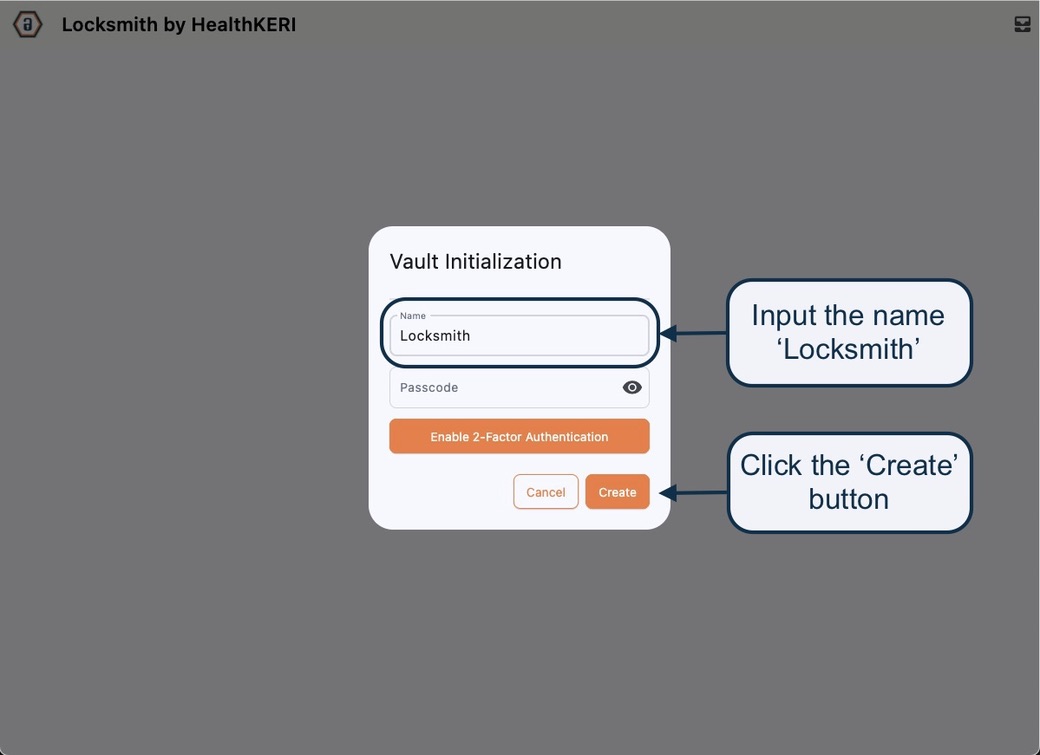 Locksmith by HealthKERI
Vault Initialization
Name
Locksmith
Passcode
Enable 2-Factor Authentication
Cancel
Create
Input the name
‘Locksmith’
Click the ‘Create’
button